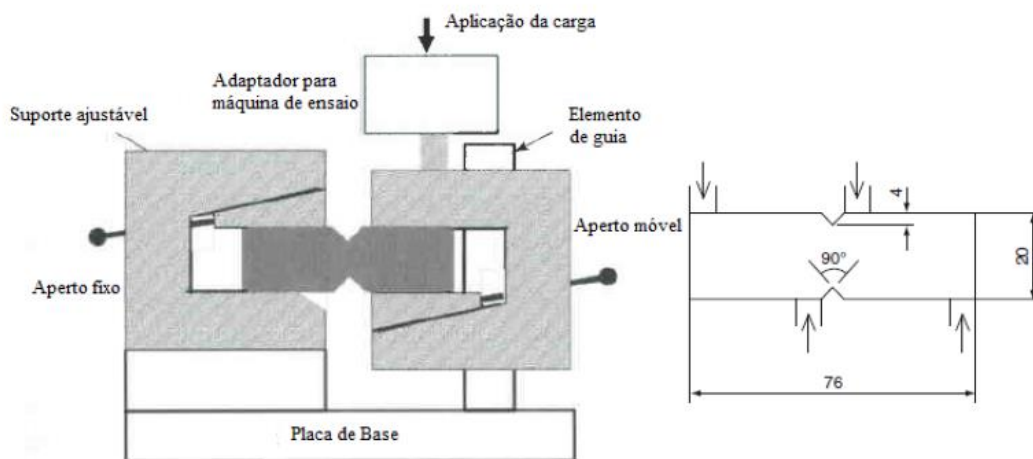 Aplicação da carga
Adaptador para
máquina de ensaio
Suporte ajustável
Elemento
de guia
Aperto móvel
Aperto fixo
Placa de Base
4
90°
20
76